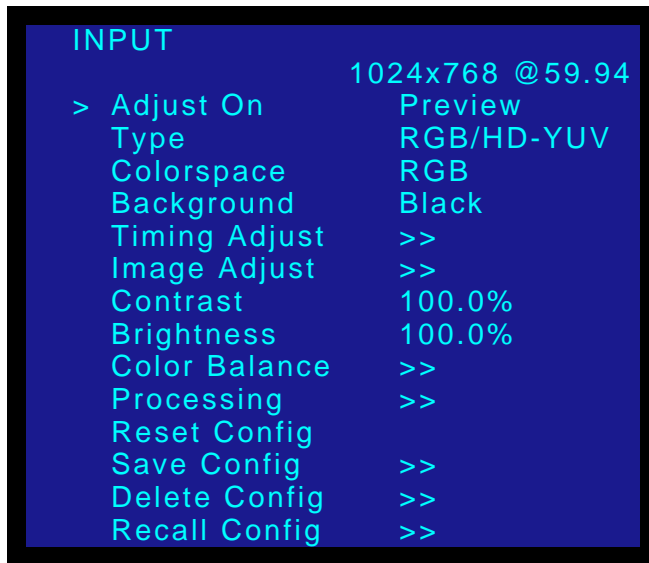 INPUT
1024x768 @59.94
> Adjust On Preview
Type RGB/HD-YUV
Colorspace RGB
Background Black
Timing Adjust >>
Image Adjust >>
Contrast 100.0%
Brightness 100.0%
Color Balance >>
Processing >>
Reset Config
Save Config >>
Delete Config >>
Recall Config >>